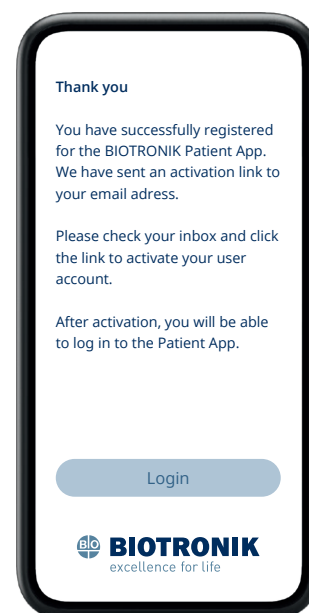 Thank you
You have successfully registered
for the BIOTRONIK Patient App.
We have sent an activation link to
your email adress.
Please check your inbox and click
the link to activate your user
account.
After activation, you will be able
to log in to the Patient App.
Login
BIO BIOTRONIK
excellence for life